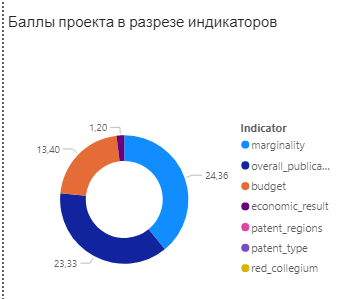 Баллы проекта в разрезе индикаторов
1,20
13,40
24,36
23,33
Indicator
marginality
overall_publica...
budget
economic_result
patent_regions
patent_type
red_collegium